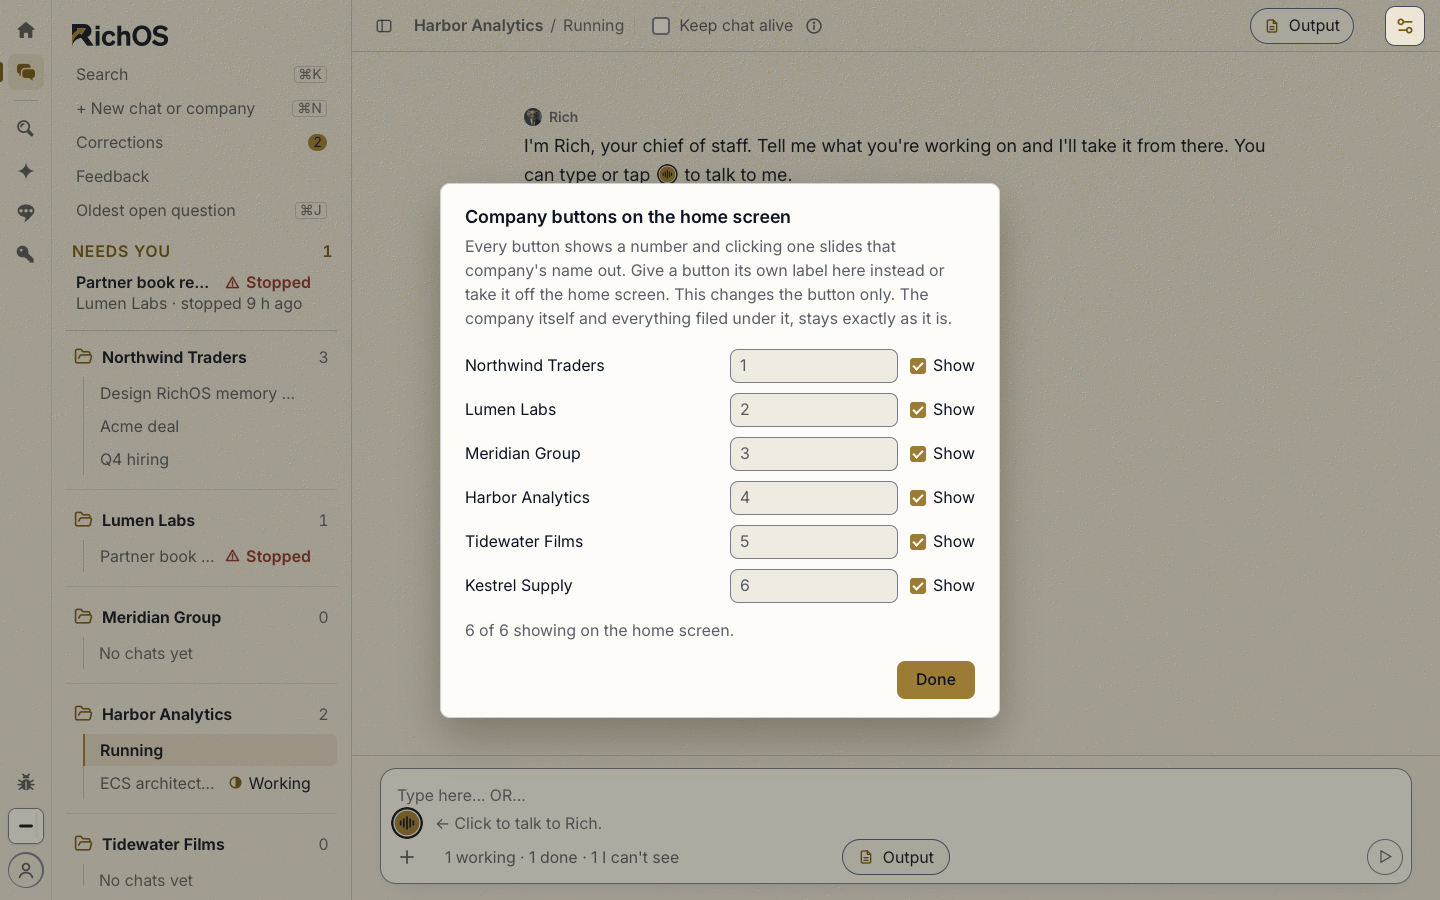 RichOS
Search ⌘K
+ New chat or company ⌘N
Corrections 2
Feedback
Oldest open question ⌘J
NEEDS YOU 1
Partner book re... Stopped
Lumen Labs · stopped 9 h ago
Northwind Traders 3
Design RichOS memory ...
Acme deal
Q4 hiring
Lumen Labs 1
Partner book ... Stopped
Meridian Group 0
No chats yet
Harbor Analytics 2
Running
ECS architect... Working
Tidewater Films 0
No chats yet
Harbor Analytics / Running
Keep chat alive
Output
Rich
I'm Rich, your chief of staff. Tell me what you're working on and I'll take it from there. You
can type or tap to talk to me.
Company buttons on the home screen
Every button shows a number and clicking one slides that
company's name out. Give a button its own label here instead or
take it off the home screen. This changes the button only. The
company itself and everything filed under it, stays exactly as it is.
Northwind Traders 1 Show
Lumen Labs 2 Show
Meridian Group 3 Show
Harbor Analytics 4 Show
Tidewater Films 5 Show
Kestrel Supply 6 Show
6 of 6 showing on the home screen.
Done
Type here... OR...
← Click to talk to Rich.
1 working · 1 done · 1 I can't see
Output